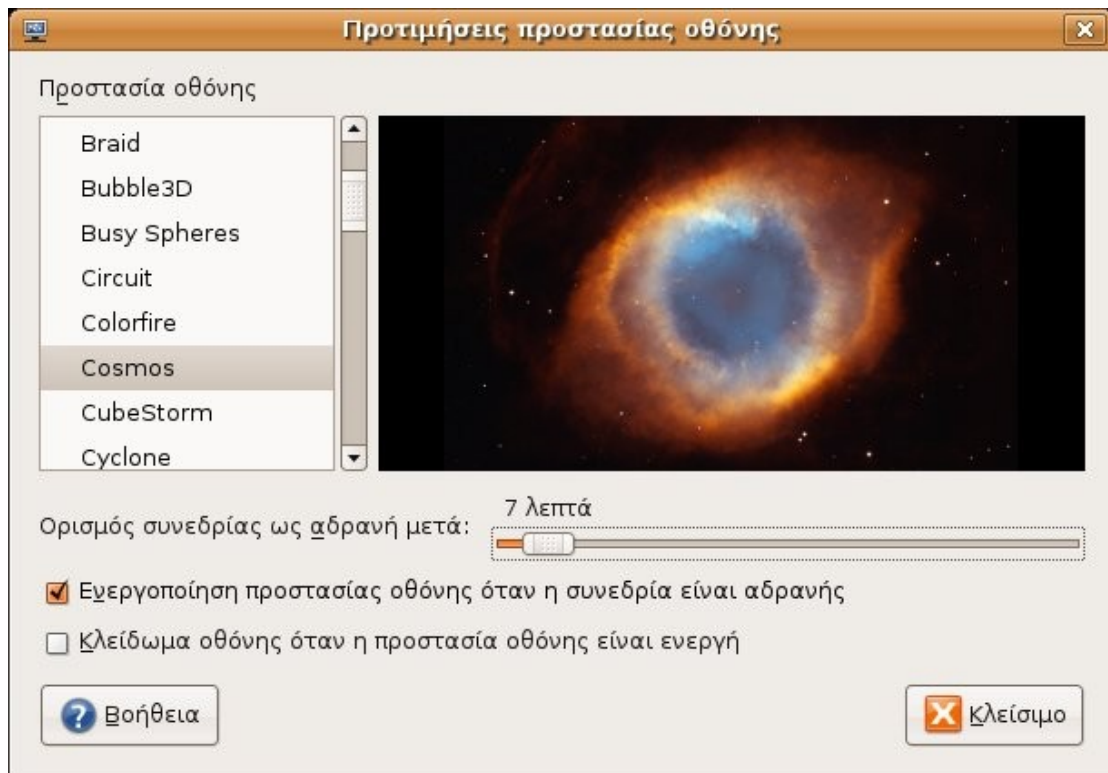 Προτιμήσεις προστασίας οθόνης
Προστασία οθόνης
Braid
Bubble3D
Busy Spheres
Circuit
Colorfire
Cosmos
CubeStorm
Cyclone
7 λεπτά
Ορισμός συνεδρίας ως αδρανή μετά:
Ενεργοποίηση προστασίας οθόνης όταν η συνεδρία είναι αδρανής
Κλείδωμα οθόνης όταν η προστασία οθόνης είναι ενεργή
Βοήθεια
Κλείσιμο